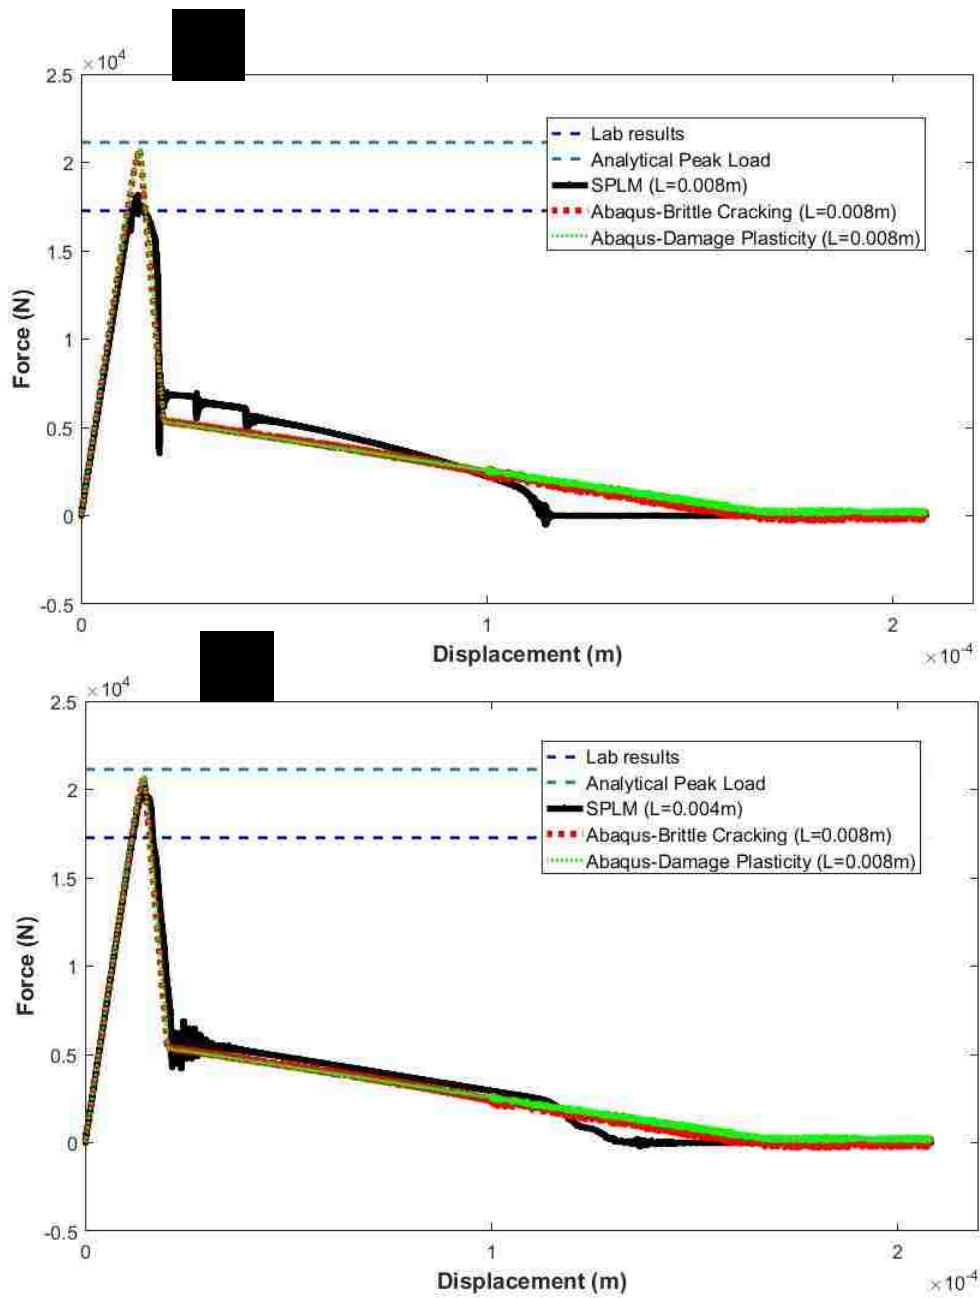 ×10⁴
2.5
Lab results
Analytical Peak Load
2
SPLM (L=0.008m)
Abaqus-Brittle Cracking (L=0.008m)
Abaqus-Damage Plasticity (L=0.008m)
1.5
1
Force (N)
0.5
0
-0.5
0
1
2
Displacement (m)
×10⁻⁴
×10⁴
2.5
Lab results
Analytical Peak Load
2
SPLM (L=0.004m)
Abaqus-Brittle Cracking (L=0.008m)
Abaqus-Damage Plasticity (L=0.008m)
1.5
1
Force (N)
0.5
0
-0.5
0
1
2
Displacement (m)
×10⁻⁴